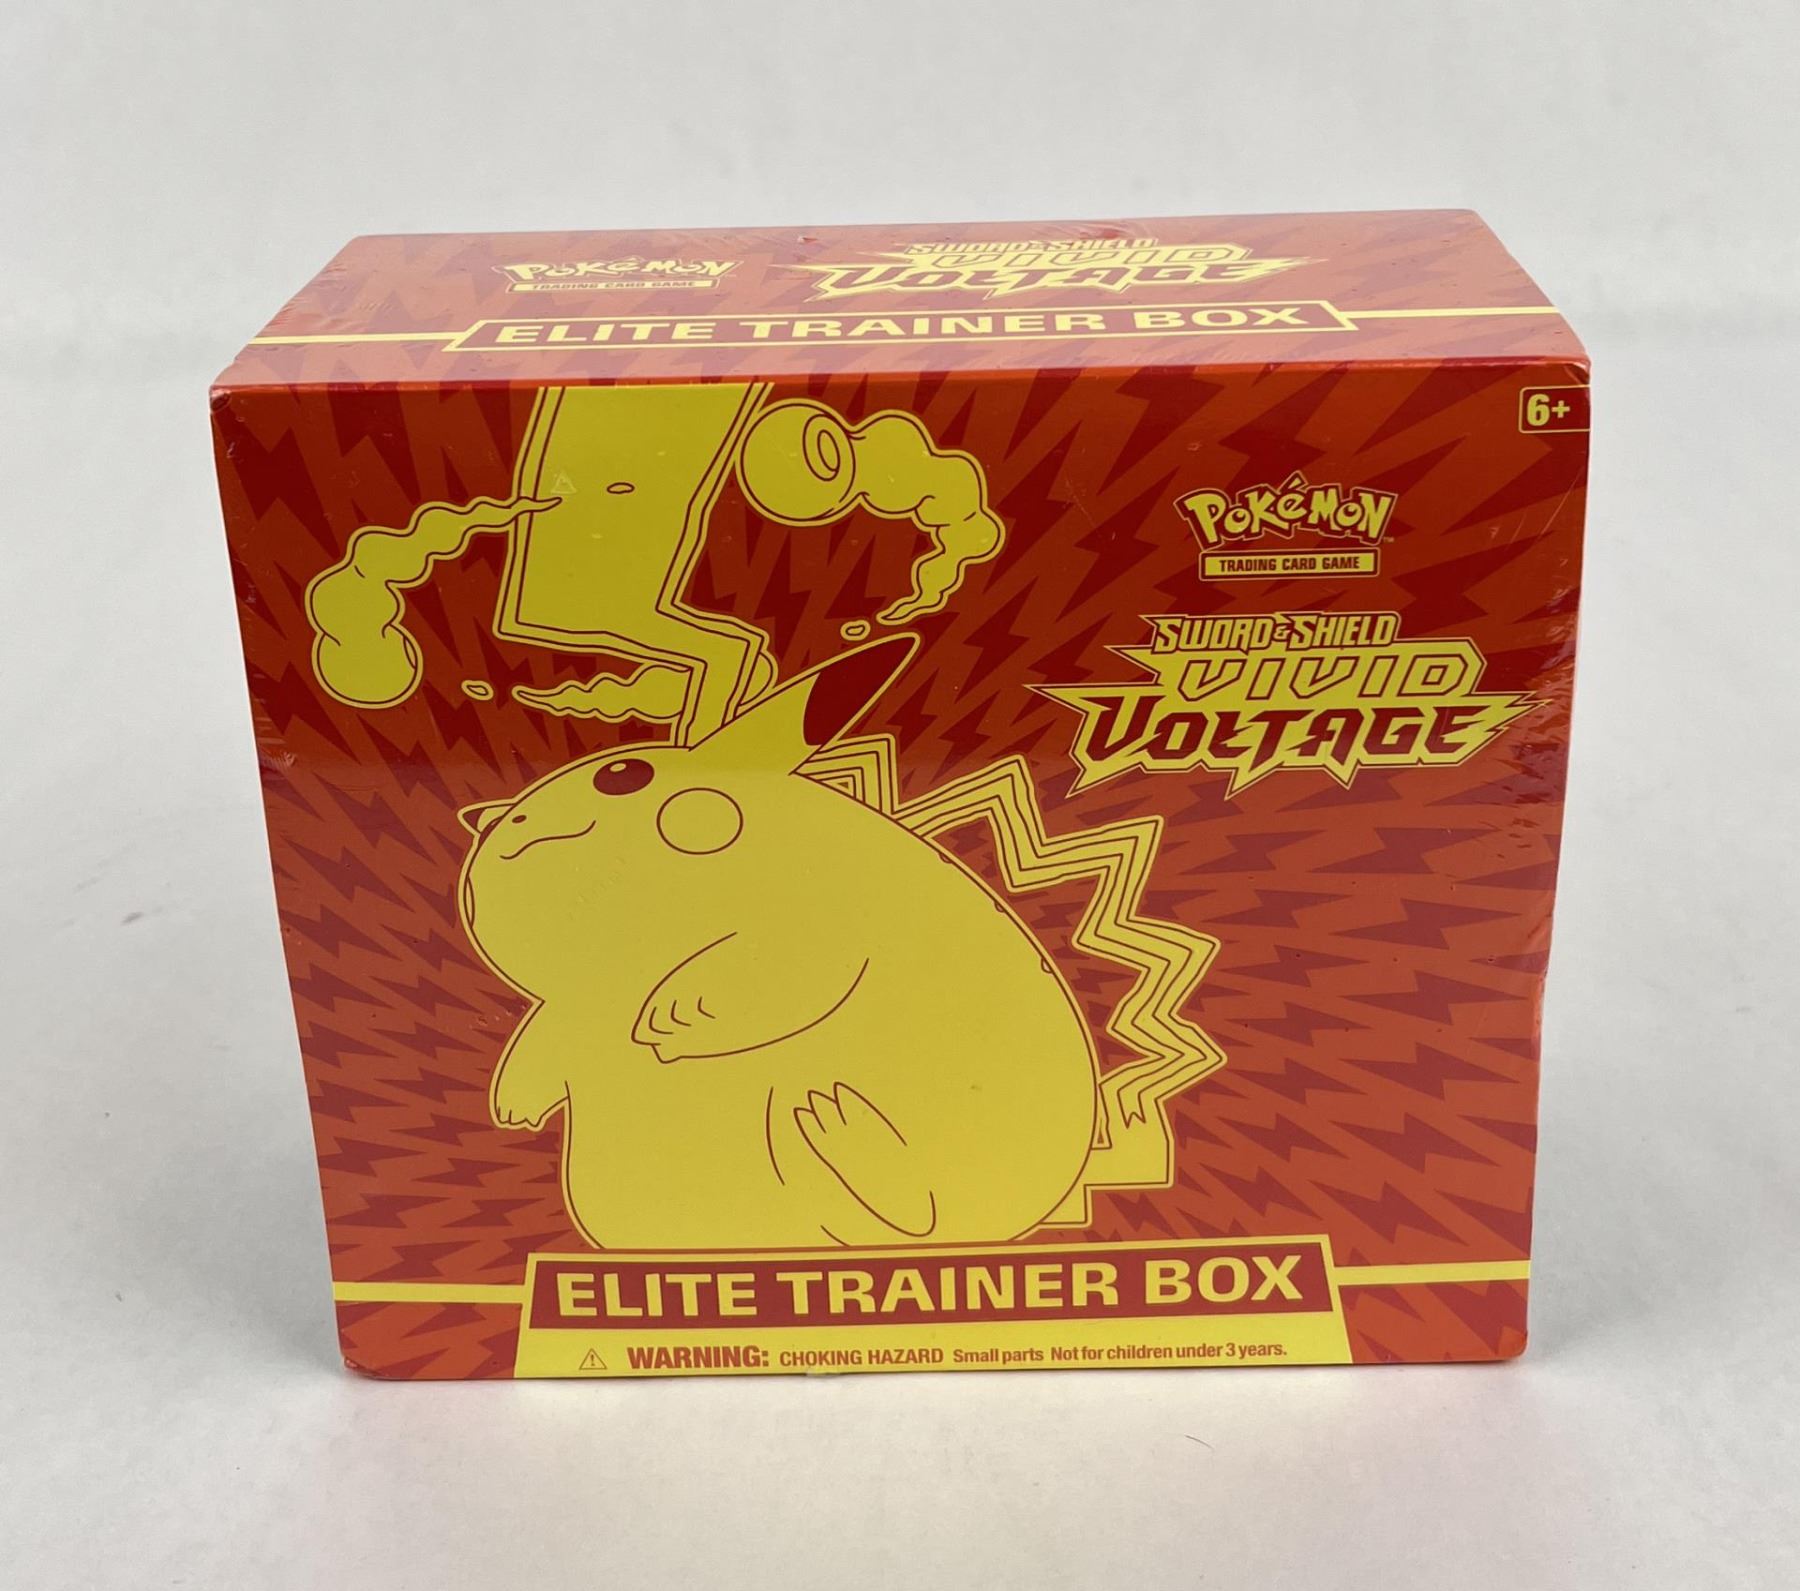 POKéMON
TRADING CARD GAME
SWORD & SHIELD
VIVID
VOLTAGE
ELITE TRAINER BOX
6+
POKéMON™
TRADING CARD GAME
SWORD & SHIELD
VIVID
VOLTAGE
ELITE TRAINER BOX
WARNING: CHOKING HAZARD Small parts Not for children under 3 years.